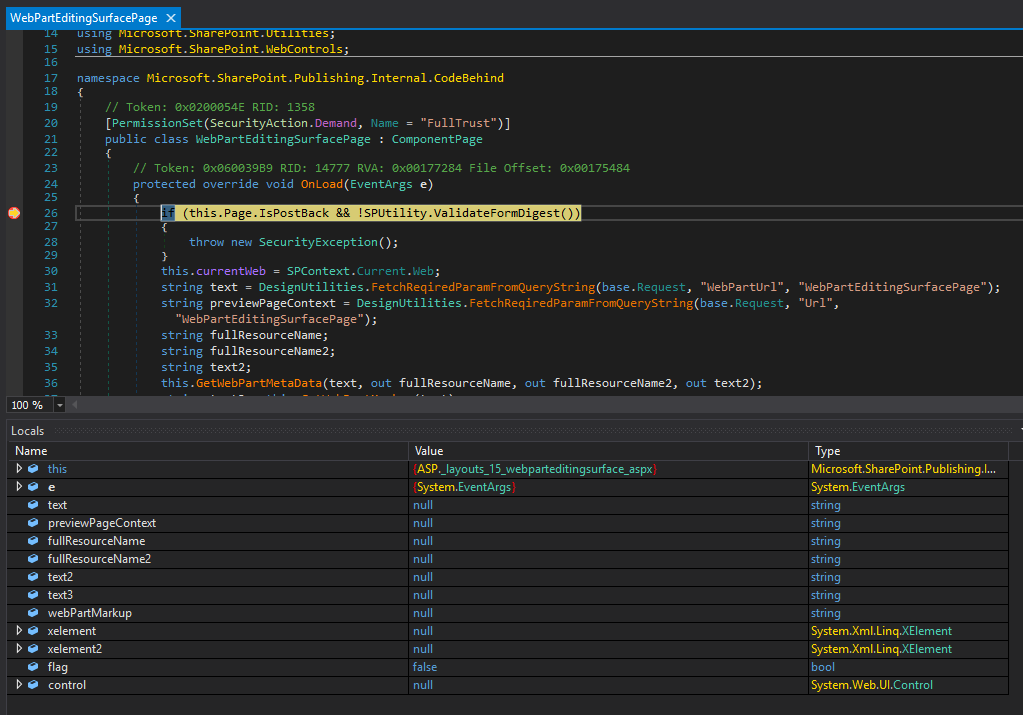 WebPartEditingSurfacePage
14 using Microsoft.SharePoint.Utilities;
15 using Microsoft.SharePoint.WebControls;
16
17 namespace Microsoft.SharePoint.Publishing.Internal.CodeBehind
18 {
19 // Token: 0x0200054E RID: 1358
20 [PermissionSet(SecurityAction.Demand, Name = "FullTrust")]
21 public class WebPartEditingSurfacePage : ComponentPage
22 {
23 // Token: 0x060039B9 RID: 14777 RVA: 0x00177284 File Offset: 0x00175484
24 protected override void OnLoad(EventArgs e)
25 {
26 if (this.Page.IsPostBack && !SPUtility.ValidateFormDigest())
27 {
28 throw new SecurityException();
29 }
30 this.currentWeb = SPContext.Current.Web;
31 string text = DesignUtilities.FetchReqiredParamFromQueryString(base.Request, "WebPartUrl", "WebPartEditingSurfacePage");
32 string previewPageContext = DesignUtilities.FetchReqiredParamFromQueryString(base.Request, "Url",
"WebPartEditingSurfacePage");
33 string fullResourceName;
34 string fullResourceName2;
35 string text2;
36 this.GetWebPartMetaData(text, out fullResourceName, out fullResourceName2, out text2);
100 %
Locals
Name Value Type
this {ASP._layouts_15_webparteditingsurface_aspx} Microsoft.SharePoint.Publishing.I...
e {System.EventArgs} System.EventArgs
text null string
previewPageContext null string
fullResourceName null string
fullResourceName2 null string
text2 null string
text3 null string
webPartMarkup null string
xelement null System.Xml.Linq.XElement
xelement2 null System.Xml.Linq.XElement
flag false bool
control null System.Web.UI.Control